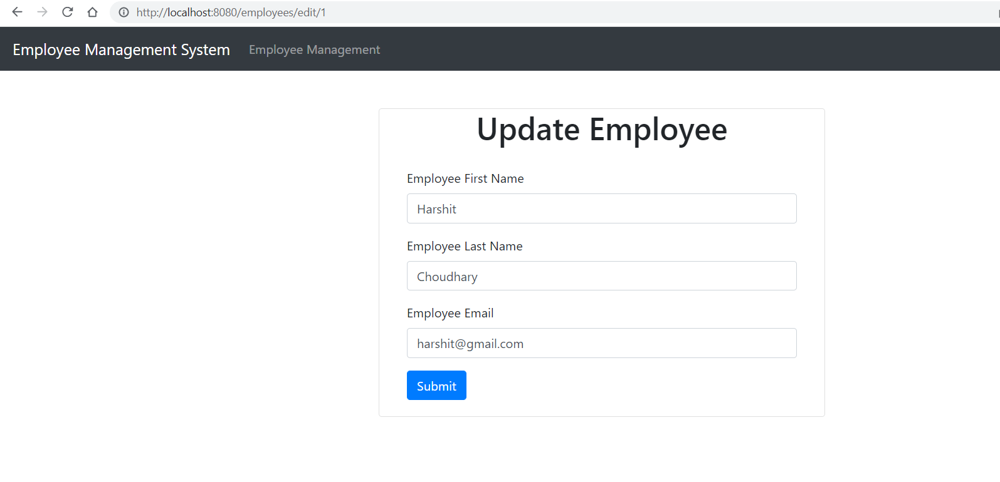 http://localhost:8080/employees/edit/1
Employee Management System Employee Management
Update Employee
Employee First Name
Harshit
Employee Last Name
Choudhary
Employee Email
harshit@gmail.com
Submit